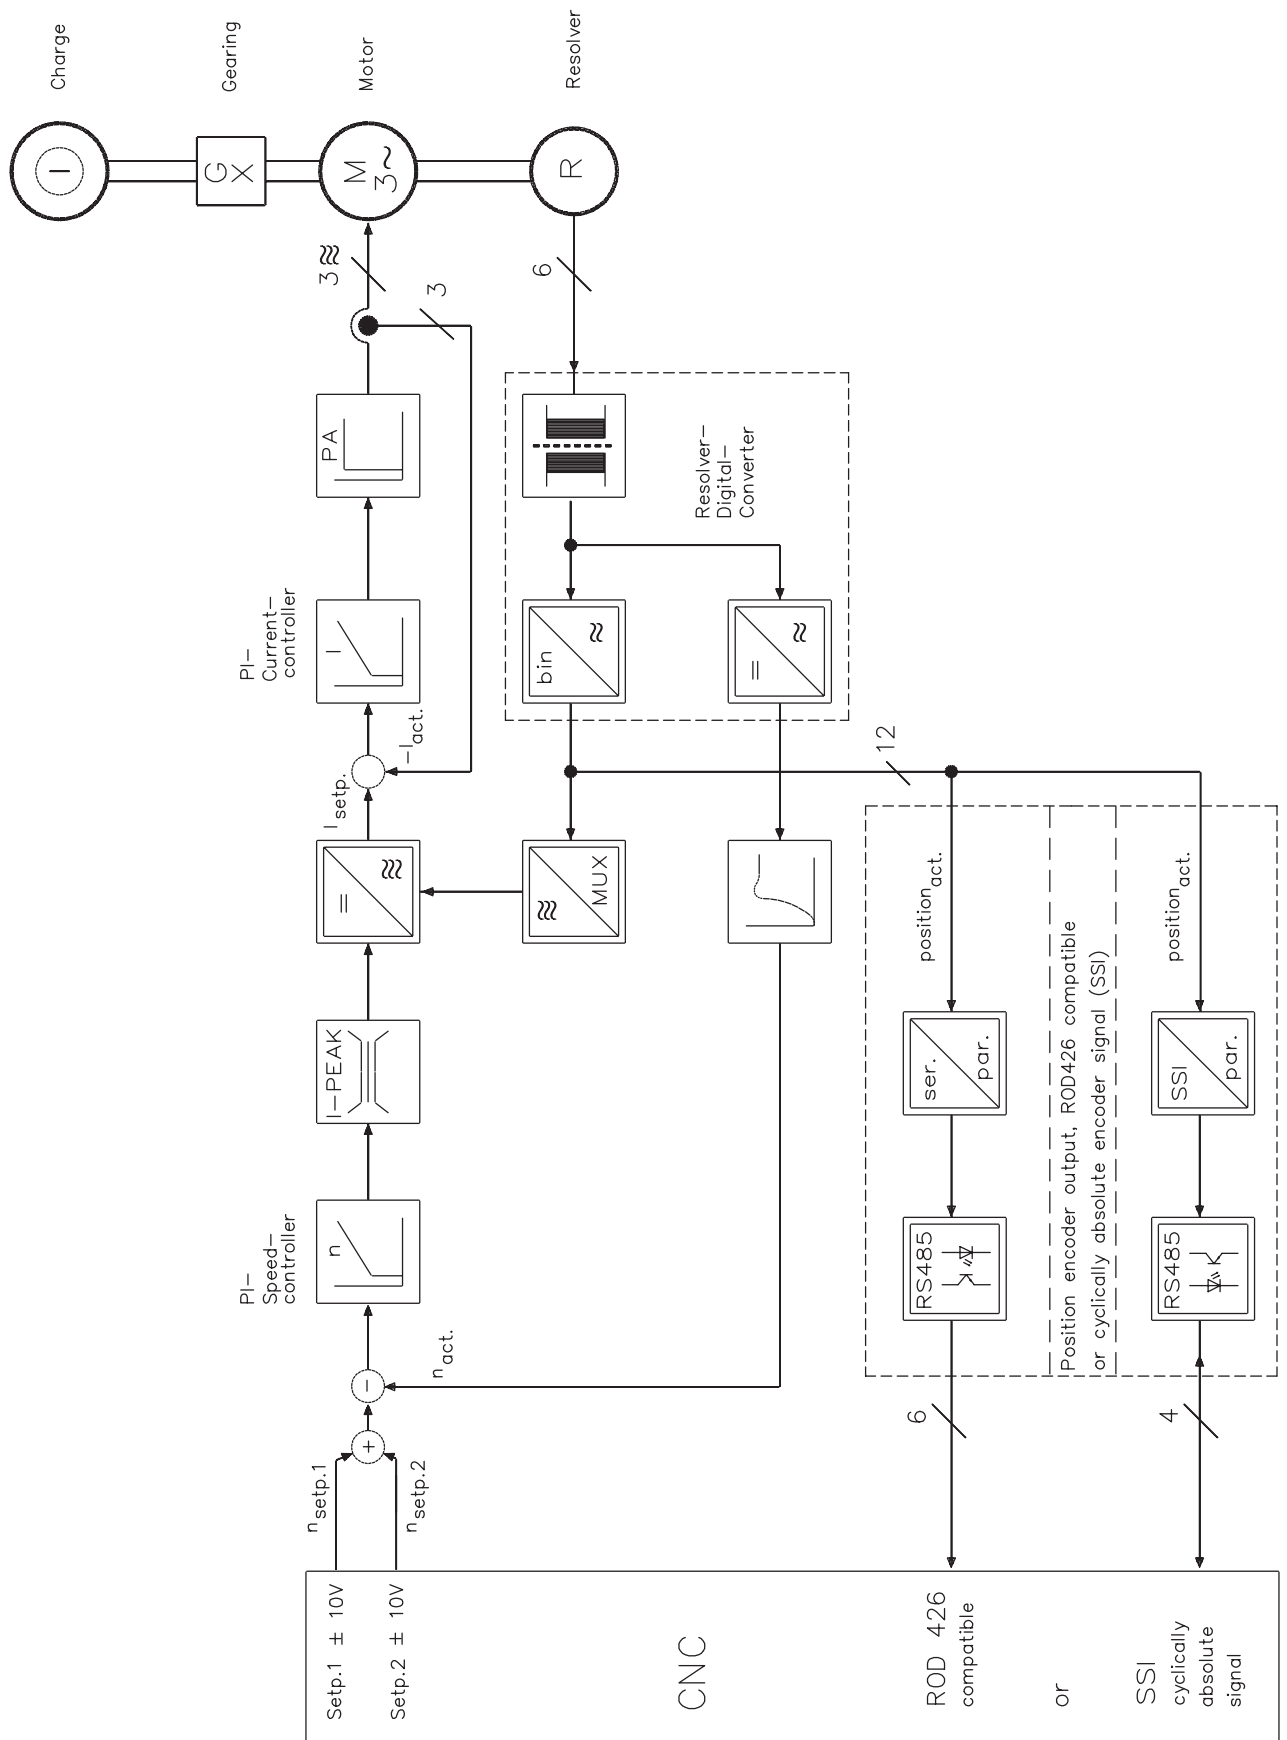 Charge
Gearing
Motor
Resolver
I
G
X
M
3~
R
3
3
6
PA
PI-
Current-
controller
I
-I act.
I setp.
Resolver-
Digital-
Converter
bin
=
12
=
MUX
I-PEAK
PI-
Speed-
controller
n
n act.
-
+
n setp.1
n setp.2
position act.
position act.
ser.
par.
SSI
par.
Position encoder output, ROD426 compatible
or cyclically absolute encoder signal (SSI)
RS485
RS485
6
4
Setp.1 ± 10V
Setp.2 ± 10V
CNC
ROD 426
compatible
or
SSI
cyclically
absolute
signal